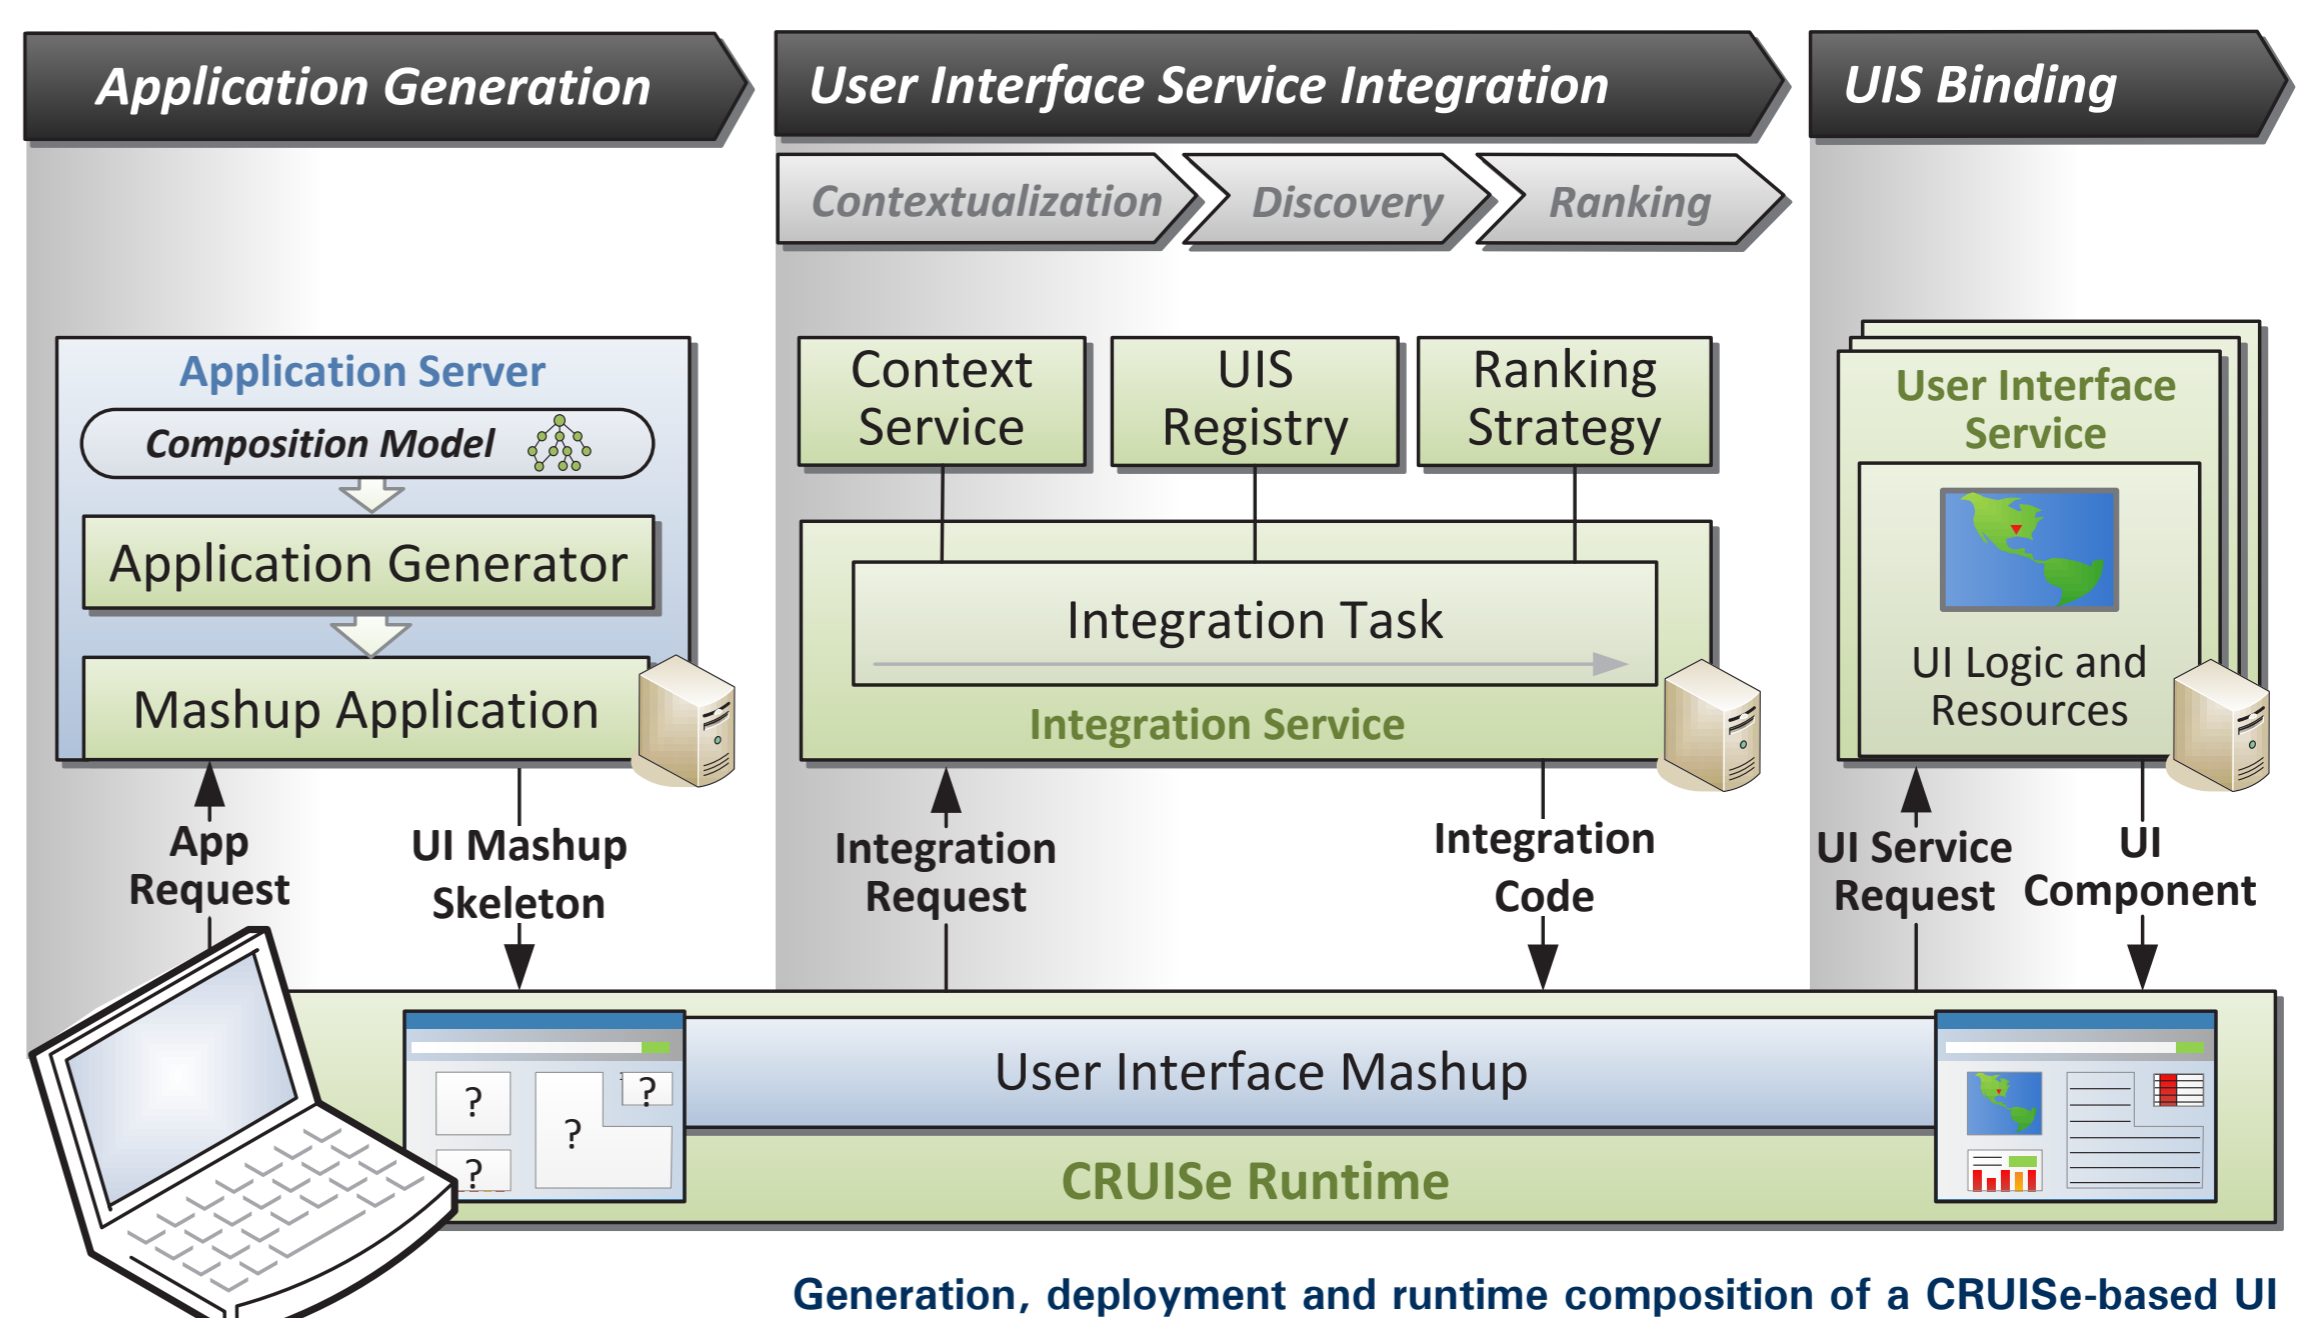 Application Generation
User Interface Service Integration
UIS Binding
Contextualization
Discovery
Ranking
Application Server
Composition Model
Application Generator
Mashup Application
Context
Service
UIS
Registry
Ranking
Strategy
Integration Task
Integration Service
User Interface
Service
UI Logic and
Resources
App
Request
UI Mashup
Skeleton
Integration
Request
Integration
Code
UI Service
Request
UI
Component
?
?
?
?
User Interface Mashup
CRUISe Runtime
Generation, deployment and runtime composition of a CRUISe-based UI